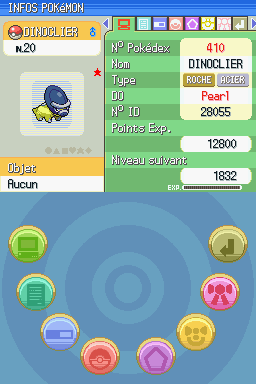 INFOS POKéMON
DINOCLIER ♂
N.20
Objet
Aucun
N° Pokédex 410
Nom DINOCLIER
Type ROCHE ACIER
DO Pearl
N° ID 28055
Points Exp.
12800
Niveau suivant
1832
EXP.